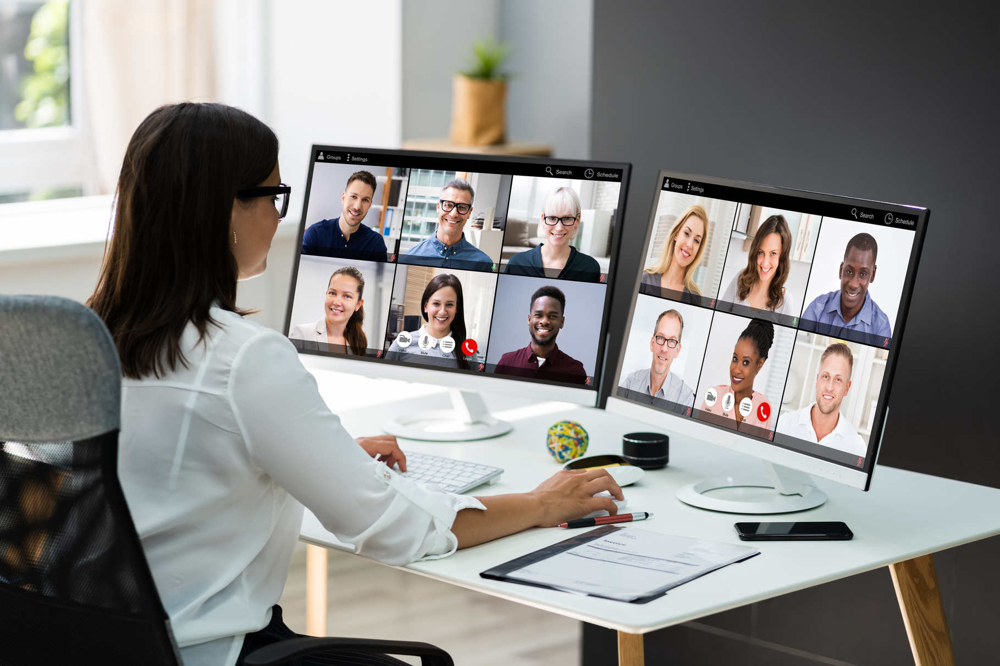 Groups
Settings
Search
Schedule
Video
Mute
Chat
Leave
Groups
Settings
Search
Schedule
Video
Mute
Chat
Invoice